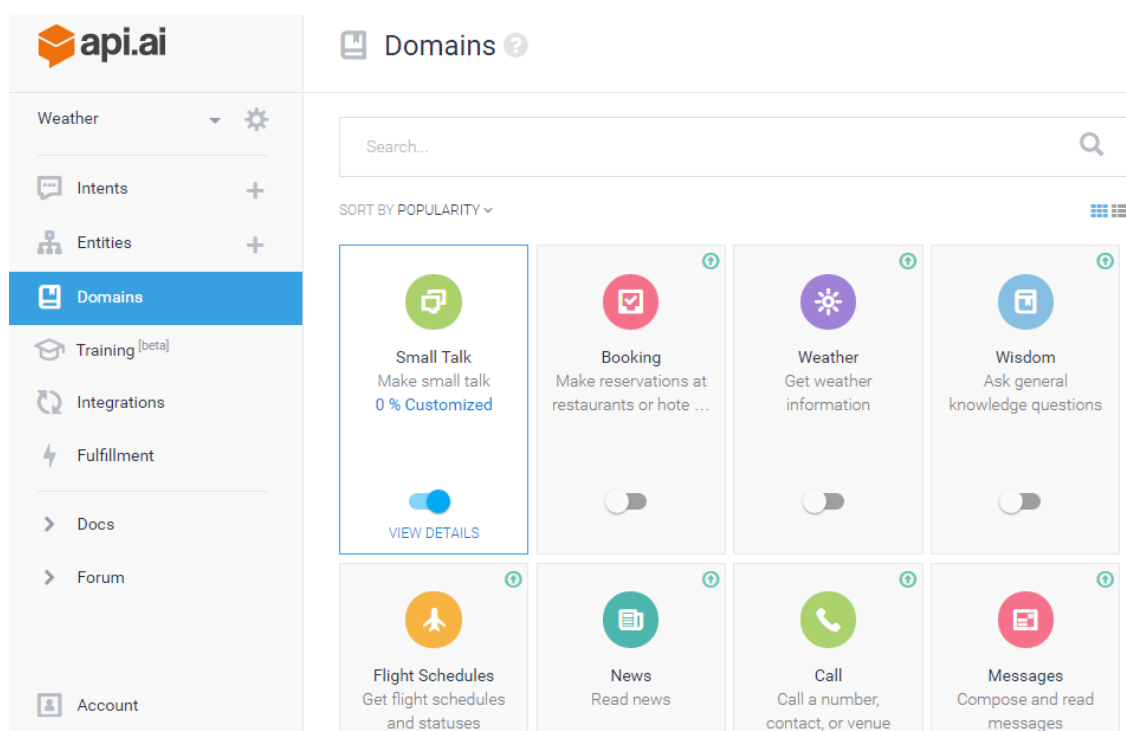 api.ai
Domains
Weather
Search...
SORT BY POPULARITY
Intents
Entities
Domains
Training [beta]
Integrations
Fulfillment
Docs
Forum
Account
Small Talk
Make small talk
0 % Customized
VIEW DETAILS
Booking
Make reservations at
restaurants or hote ...
Weather
Get weather
information
Wisdom
Ask general
knowledge questions
Flight Schedules
Get flight schedules
and statuses
News
Read news
Call
Call a number,
contact, or venue
Messages
Compose and read
messages